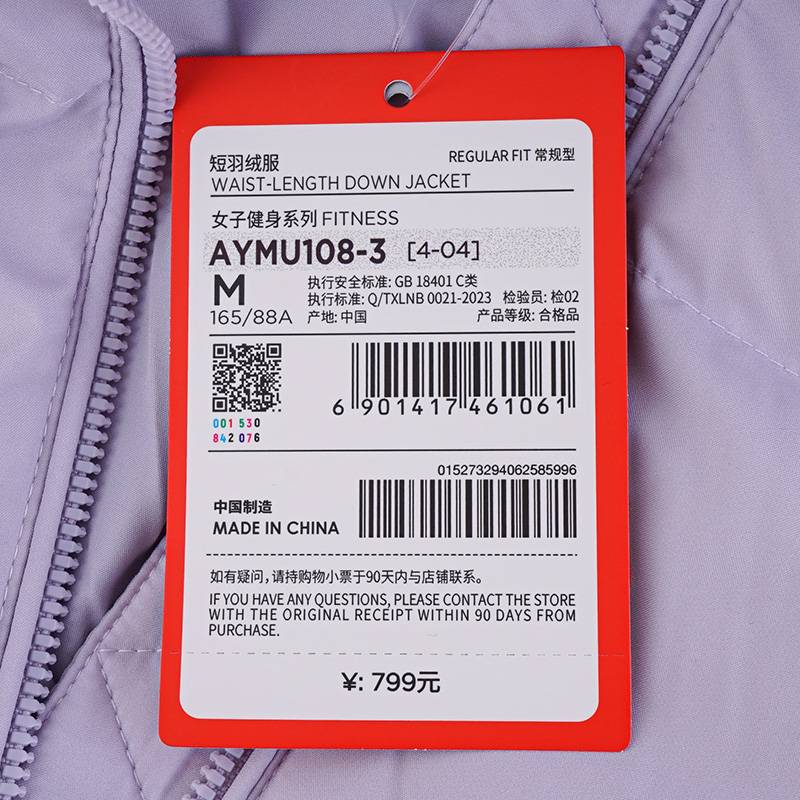 短羽绒服
REGULAR FIT 常规型
WAIST-LENGTH DOWN JACKET
女子健身系列 FITNESS
AYMU108-3 [4-04]
M
165/88A
执行安全标准: GB 18401 C类
执行标准: Q/TXLNB 0021-2023 检验员: 检02
产地: 中国 产品等级: 合格品
001 530
842 076
6 901417 461061
015273294062585996
中国制造
MADE IN CHINA
如有疑问，请持购物小票于90天内与店铺联系。
IF YOU HAVE ANY QUESTIONS, PLEASE CONTACT THE STORE
WITH THE ORIGINAL RECEIPT WITHIN 90 DAYS FROM
PURCHASE.
¥: 799元